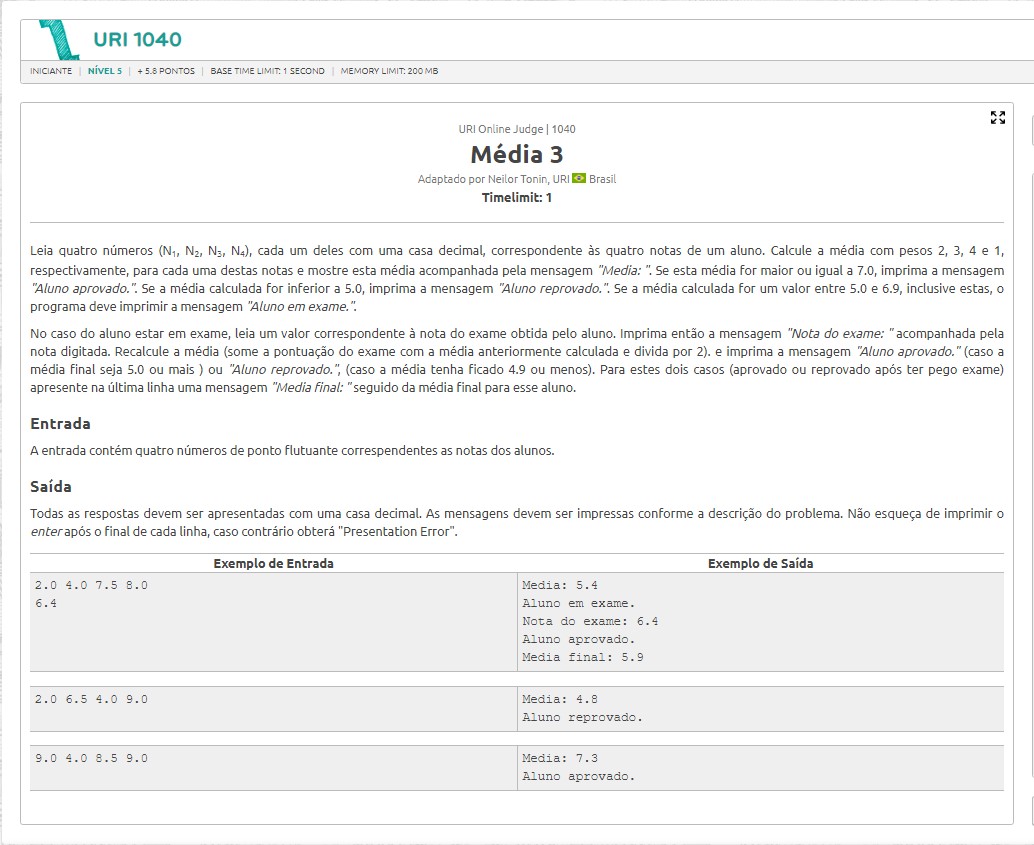 URI 1040
INICIANTE | NÍVEL 5 | + 5.8 PONTOS | BASE TIME LIMIT: 1 SECOND | MEMORY LIMIT: 200 MB
URI Online Judge | 1040
Média 3
Adaptado por Neilor Tonin, URI Brasil
Timelimit: 1
Leia quatro números (N1, N2, N3, N4), cada um deles com uma casa decimal, correspondente às quatro notas de um aluno. Calcule a média com pesos 2, 3, 4 e 1,
respectivamente, para cada uma destas notas e mostre esta média acompanhada pela mensagem "Media: ". Se esta média for maior ou igual a 7.0, imprima a mensagem
"Aluno aprovado.". Se a média calculada for inferior a 5.0, imprima a mensagem "Aluno reprovado.". Se a média calculada for um valor entre 5.0 e 6.9, inclusive estas, o
programa deve imprimir a mensagem "Aluno em exame.".
No caso do aluno estar em exame, leia um valor correspondente à nota do exame obtida pelo aluno. Imprima então a mensagem "Nota do exame: " acompanhada pela
nota digitada. Recalcule a média (some a pontuação do exame com a média anteriormente calculada e divida por 2). e imprima a mensagem "Aluno aprovado." (caso a
média final seja 5.0 ou mais ) ou "Aluno reprovado.", (caso a média tenha ficado 4.9 ou menos). Para estes dois casos (aprovado ou reprovado após ter pego exame)
apresente na última linha uma mensagem "Media final: " seguido da média final para esse aluno.
Entrada
A entrada contém quatro números de ponto flutuante correspendentes as notas dos alunos.
Saída
Todas as respostas devem ser apresentadas com uma casa decimal. As mensagens devem ser impressas conforme a descrição do problema. Não esqueça de imprimir o
enter após o final de cada linha, caso contrário obterá "Presentation Error".
Exemplo de Entrada Exemplo de Saída
2.0 4.0 7.5 8.0 Media: 5.4
6.4 Aluno em exame.
Nota do exame: 6.4
Aluno aprovado.
Media final: 5.9
2.0 6.5 4.0 9.0 Media: 4.8
Aluno reprovado.
9.0 4.0 8.5 9.0 Media: 7.3
Aluno aprovado.